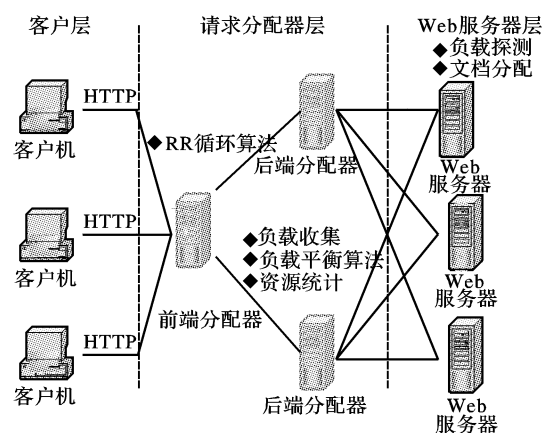 客户层
请求分配器层
Web服务器层
◆负载探测
◆文档分配
HTTP
客户机
◆RR循环算法
后端分配器
Web
服务器
HTTP
客户机
◆负载收集
◆负载平衡算法
◆资源统计
前端分配器
Web
服务器
HTTP
客户机
后端分配器
Web
服务器